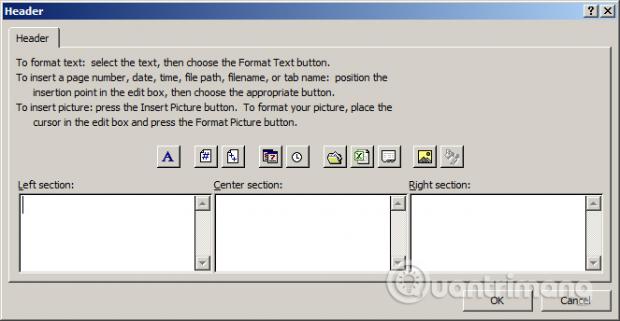 Header
Header
To format text: select the text, then choose the Format Text button.
To insert a page number, date, time, file path, filename, or tab name: position the
insertion point in the edit box, then choose the appropriate button.
To insert picture: press the Insert Picture button. To format your picture, place the
cursor in the edit box and press the Format Picture button.
A
#
7
Left section:
Center section:
Right section:
Quantrimang
OK
Cancel